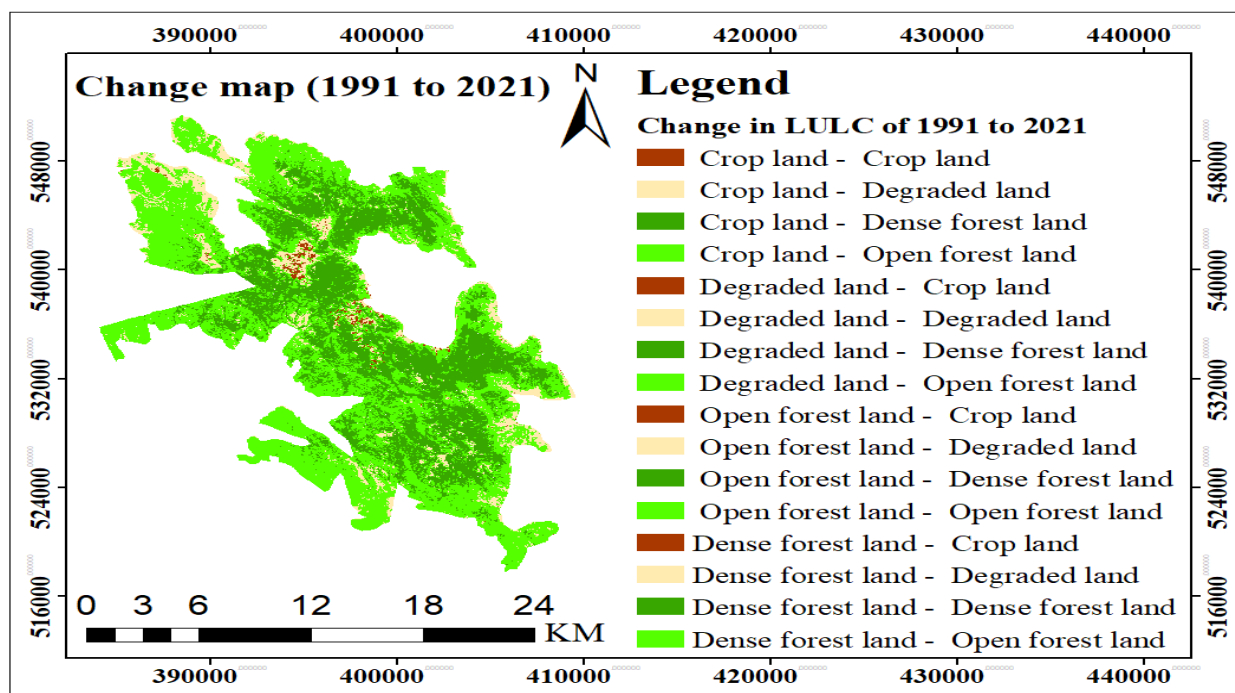 390000 400000 410000 420000 430000 440000
Change map (1991 to 2021)
N
Legend
Change in LULC of 1991 to 2021
Crop land - Crop land
Crop land - Degraded land
Crop land - Dense forest land
Crop land - Open forest land
Degraded land - Crop land
Degraded land - Degraded land
Degraded land - Dense forest land
Degraded land - Open forest land
Open forest land - Crop land
Open forest land - Degraded land
Open forest land - Dense forest land
Open forest land - Open forest land
Dense forest land - Crop land
Dense forest land - Degraded land
Dense forest land - Dense forest land
Dense forest land - Open forest land
548000
540000
532000
524000
516000
548000
540000
532000
524000
516000
0 3 6 12 18 24
KM
390000 400000 410000 420000 430000 440000